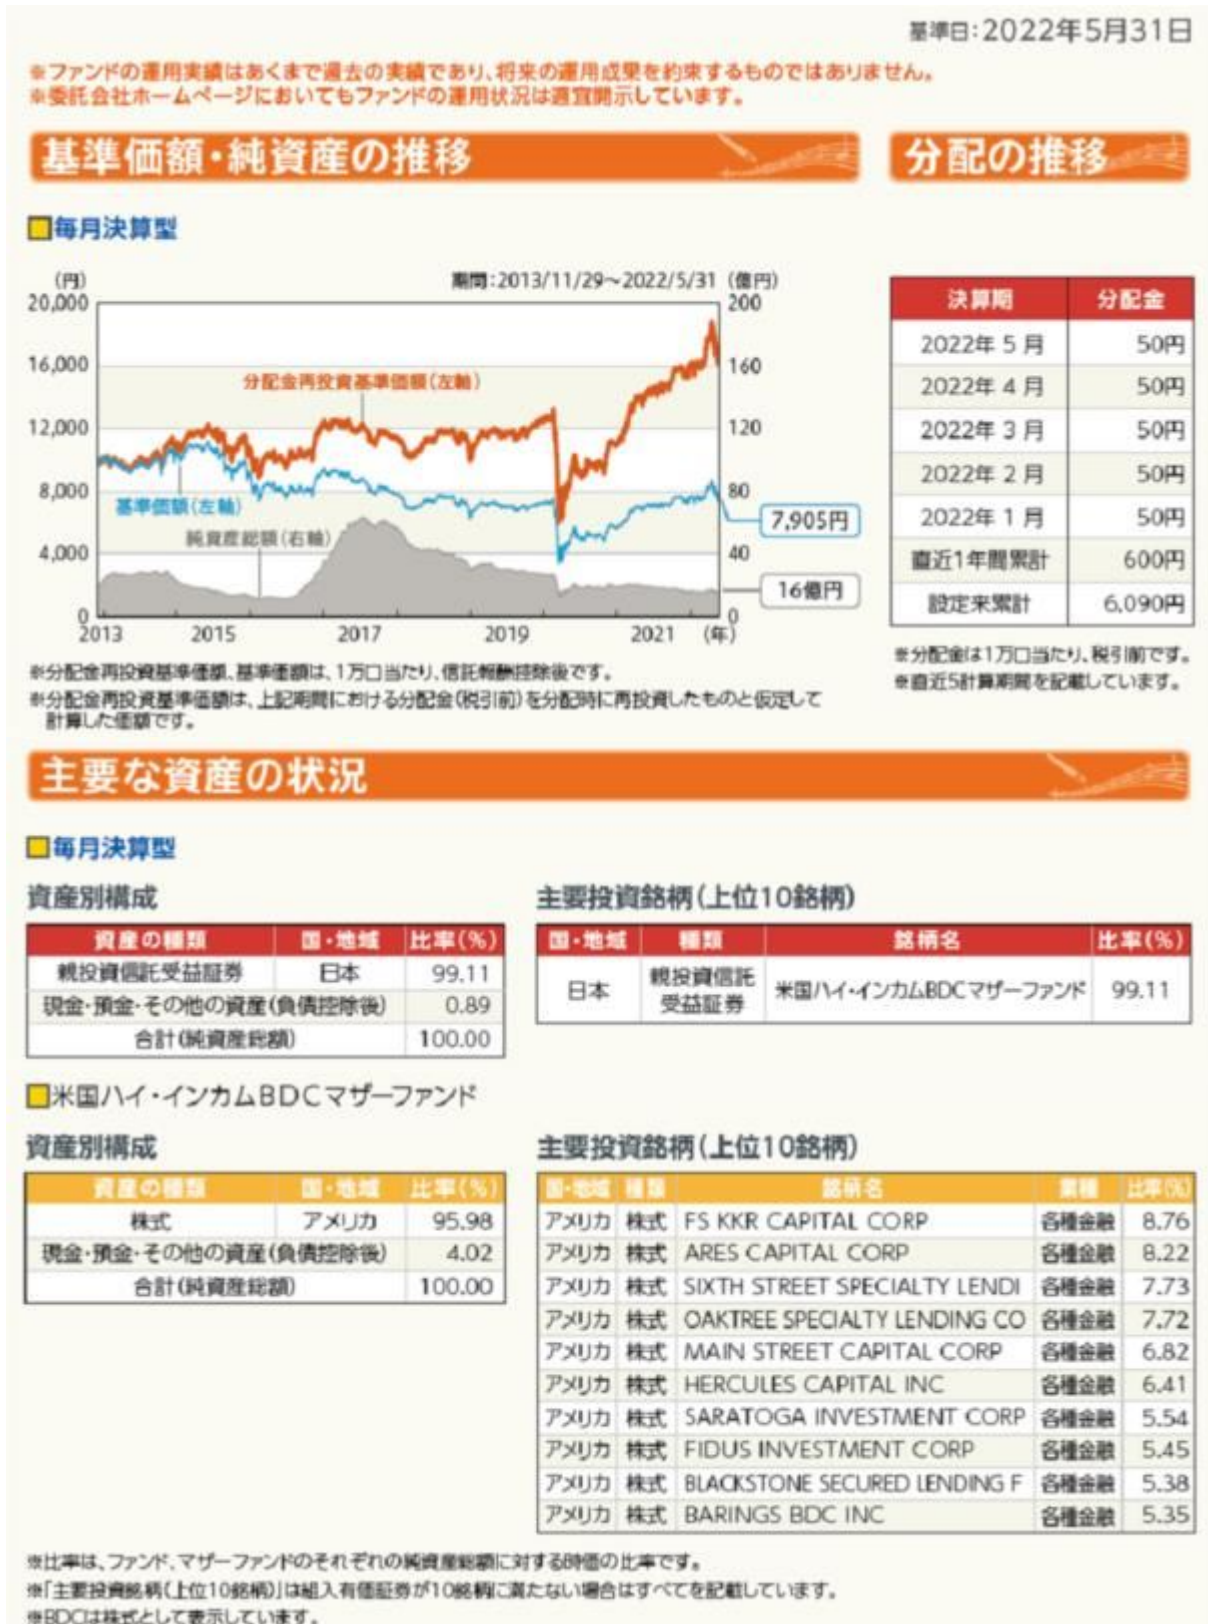 基準日：2022年5月31日
※ファンドの運用実績はあくまで過去の実績であり、将来の運用成果を約束するものではありません。
※委託会社ホームページにおいてもファンドの運用状況は適宜開示しています。
基準価額・純資産の推移
分配の推移
毎月決算型
(円) 期間：2013/11/29～2022/5/31 (億円)
20,000 200
16,000 160
分配金再投資基準価額(左軸)
12,000 120
8,000 80
基準価額(左軸)
7,905円
純資産総額(右軸)
4,000 40
16億円
0 0
2013 2015 2017 2019 2021 (年)
決算期 分配金
2022年 5 月 50円
2022年 4 月 50円
2022年 3 月 50円
2022年 2 月 50円
2022年 1 月 50円
直近1年間累計 600円
設定来累計 6,090円
※分配金再投資基準価額、基準価額は、1万口当たり、信託報酬控除後です。
※分配金再投資基準価額は、上記期間における分配金(税引前)を分配時に再投資したものと仮定して
計算した価額です。
※分配金は1万口当たり、税引前です。
※直近5計算期間を記載しています。
主要な資産の状況
毎月決算型
資産別構成
資産の種類 国・地域 比率(%)
親投資信託受益証券 日本 99.11
現金・預金・その他の資産(負債控除後) 0.89
合計(純資産総額) 100.00
主要投資銘柄(上位10銘柄)
国・地域 種類 銘柄名 比率(%)
日本 親投資信託 米国ハイ・インカムBDCマザーファンド 99.11
受益証券
米国ハイ・インカムBDCマザーファンド
資産別構成
資産の種類 国・地域 比率(%)
株式 アメリカ 95.98
現金・預金・その他の資産(負債控除後) 4.02
合計(純資産総額) 100.00
主要投資銘柄(上位10銘柄)
国・地域 種類 銘柄名 業種 比率(%)
アメリカ 株式 FS KKR CAPITAL CORP 各種金融 8.76
アメリカ 株式 ARES CAPITAL CORP 各種金融 8.22
アメリカ 株式 SIXTH STREET SPECIALTY LENDI 各種金融 7.73
アメリカ 株式 OAKTREE SPECIALTY LENDING CO 各種金融 7.72
アメリカ 株式 MAIN STREET CAPITAL CORP 各種金融 6.82
アメリカ 株式 HERCULES CAPITAL INC 各種金融 6.41
アメリカ 株式 SARATOGA INVESTMENT CORP 各種金融 5.54
アメリカ 株式 FIDUS INVESTMENT CORP 各種金融 5.45
アメリカ 株式 BLACKSTONE SECURED LENDING F 各種金融 5.38
アメリカ 株式 BARINGS BDC INC 各種金融 5.35
※比率は、ファンド、マザーファンドのそれぞれの純資産総額に対する時価の比率です。
※「主要投資銘柄(上位10銘柄)」は組入有価証券が10銘柄に満たない場合はすべてを記載しています。
※BDCは株式として表示しています。